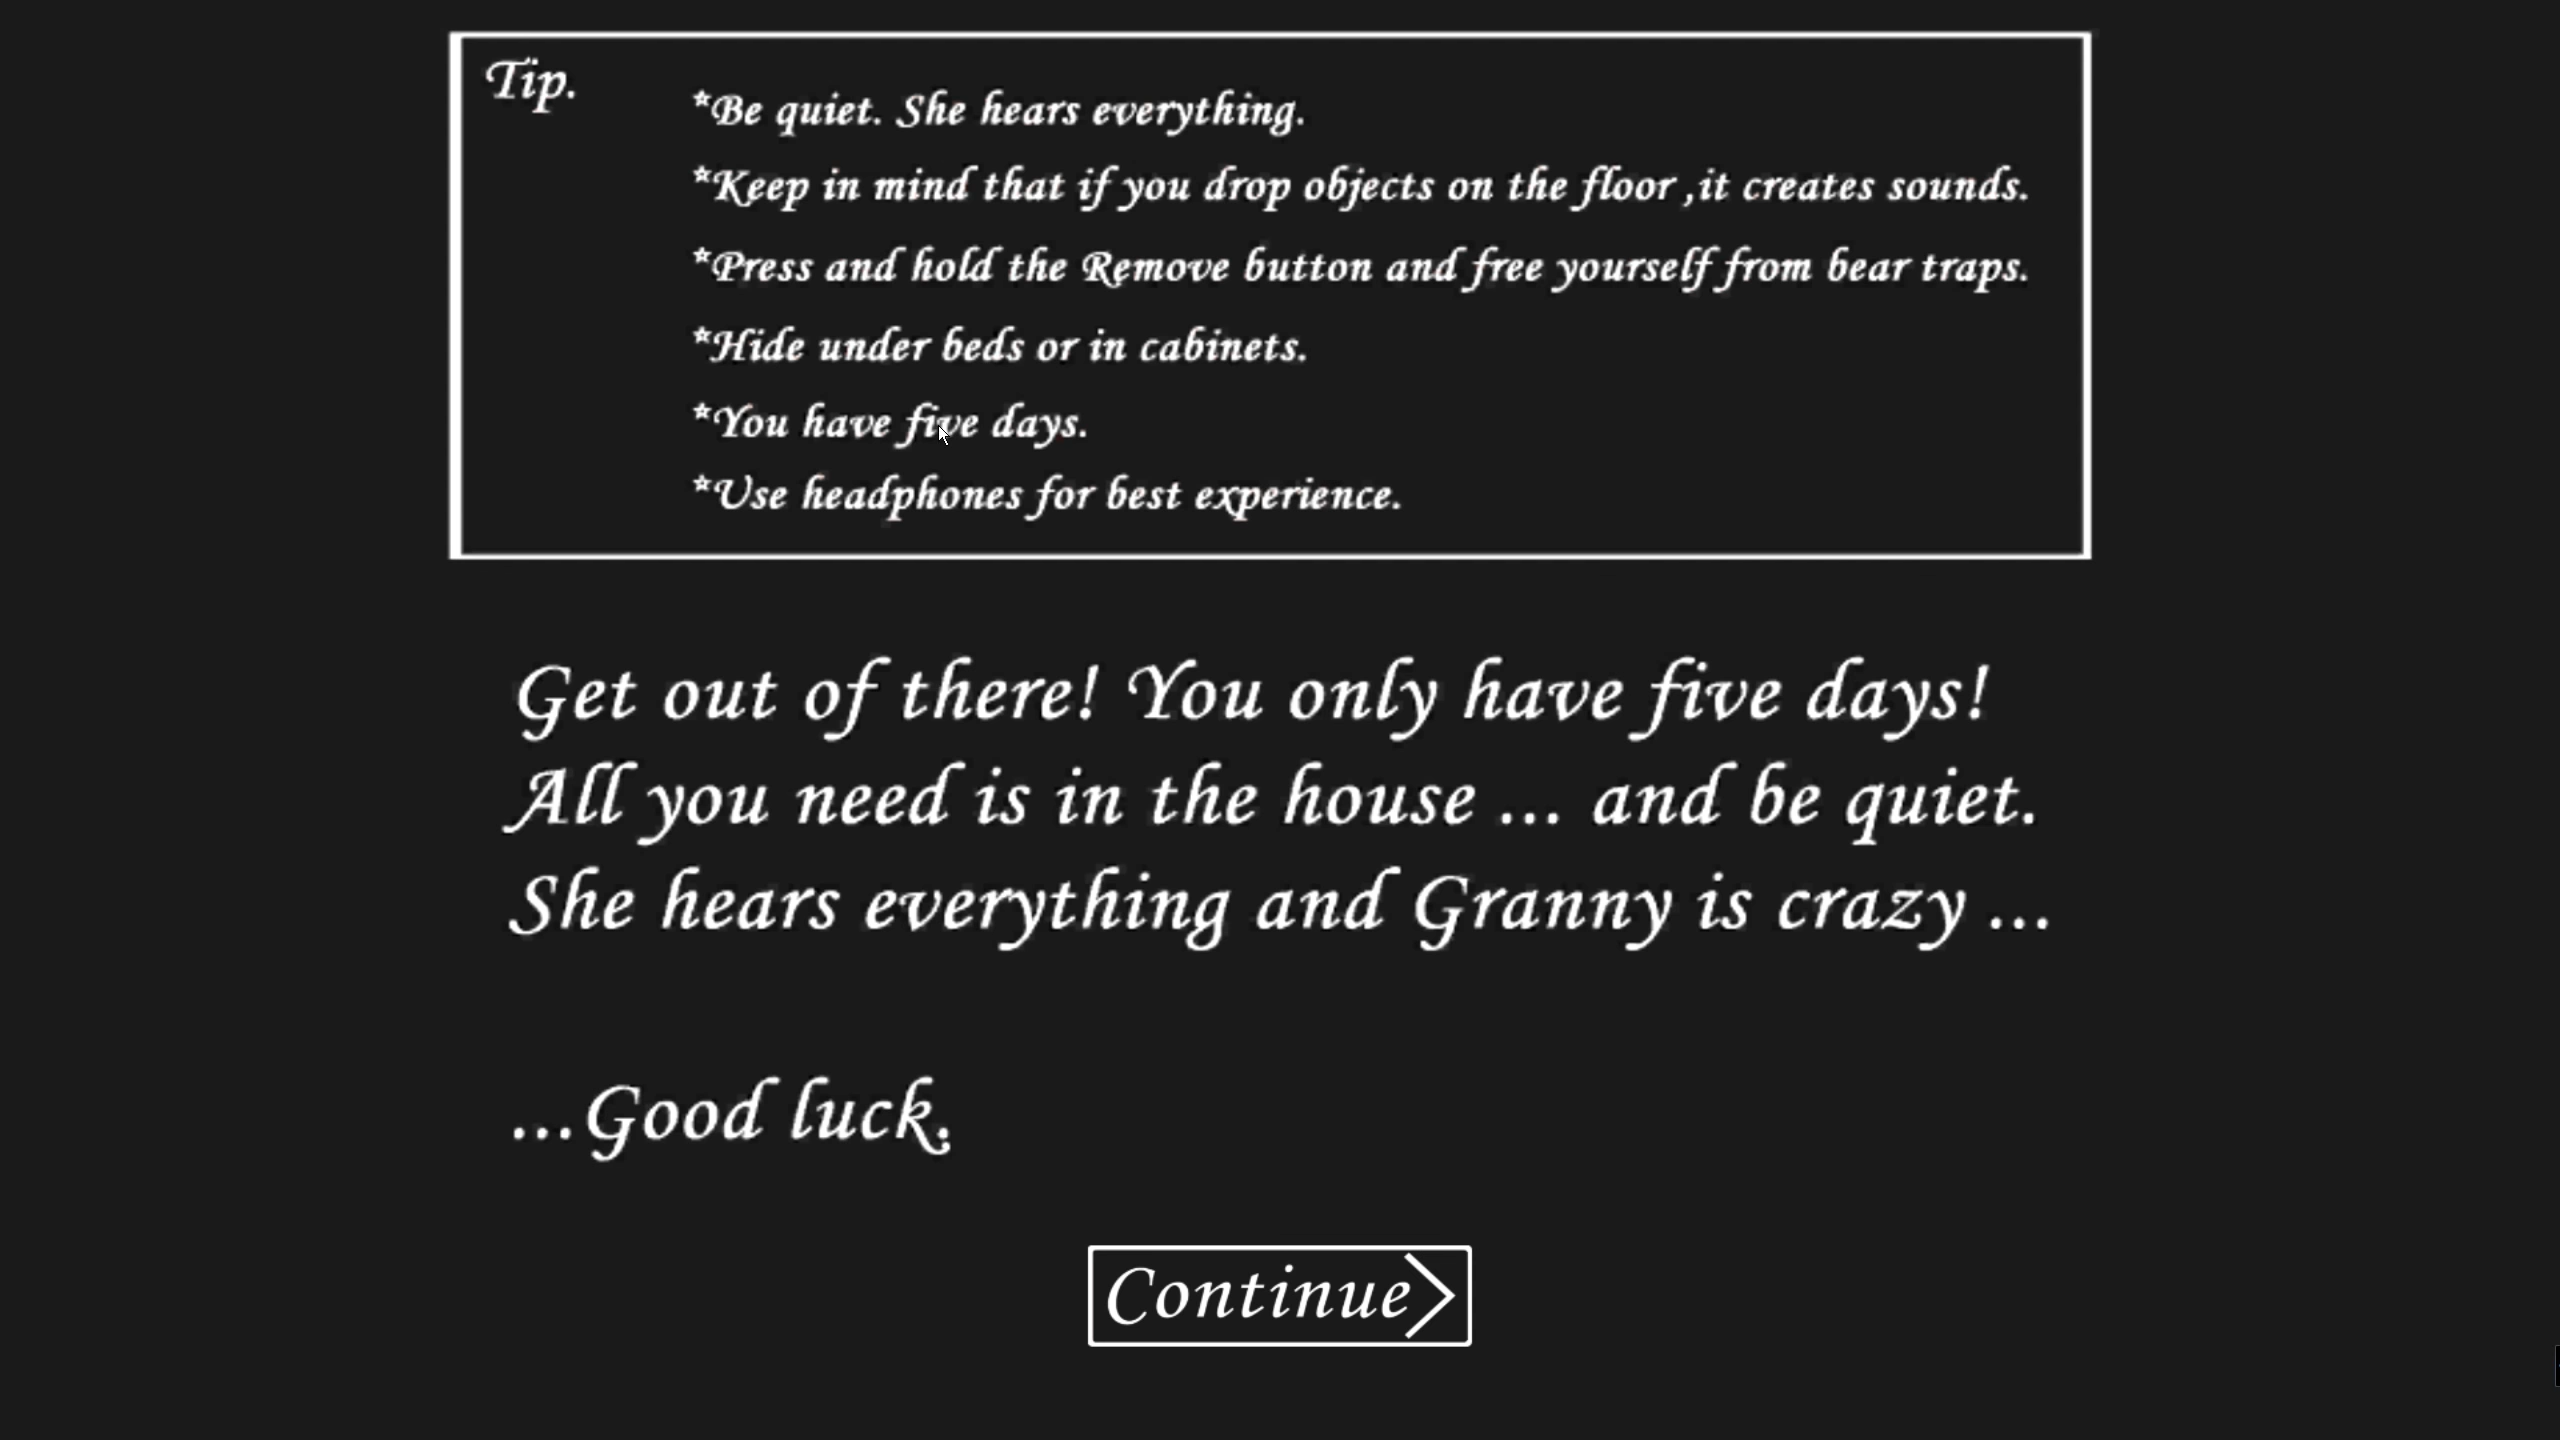 Tip.
*Be quiet. She hears everything.
*Keep in mind that if you drop objects on the floor ,it creates sounds.
*Press and hold the Remove button and free yourself from bear traps.
*Hide under beds or in cabinets.
*You have five days.
*Use headphones for best experience.
Get out of there! You only have five days!
All you need is in the house ... and be quiet.
She hears everything and Granny is crazy ...
...Good luck.
Continue>